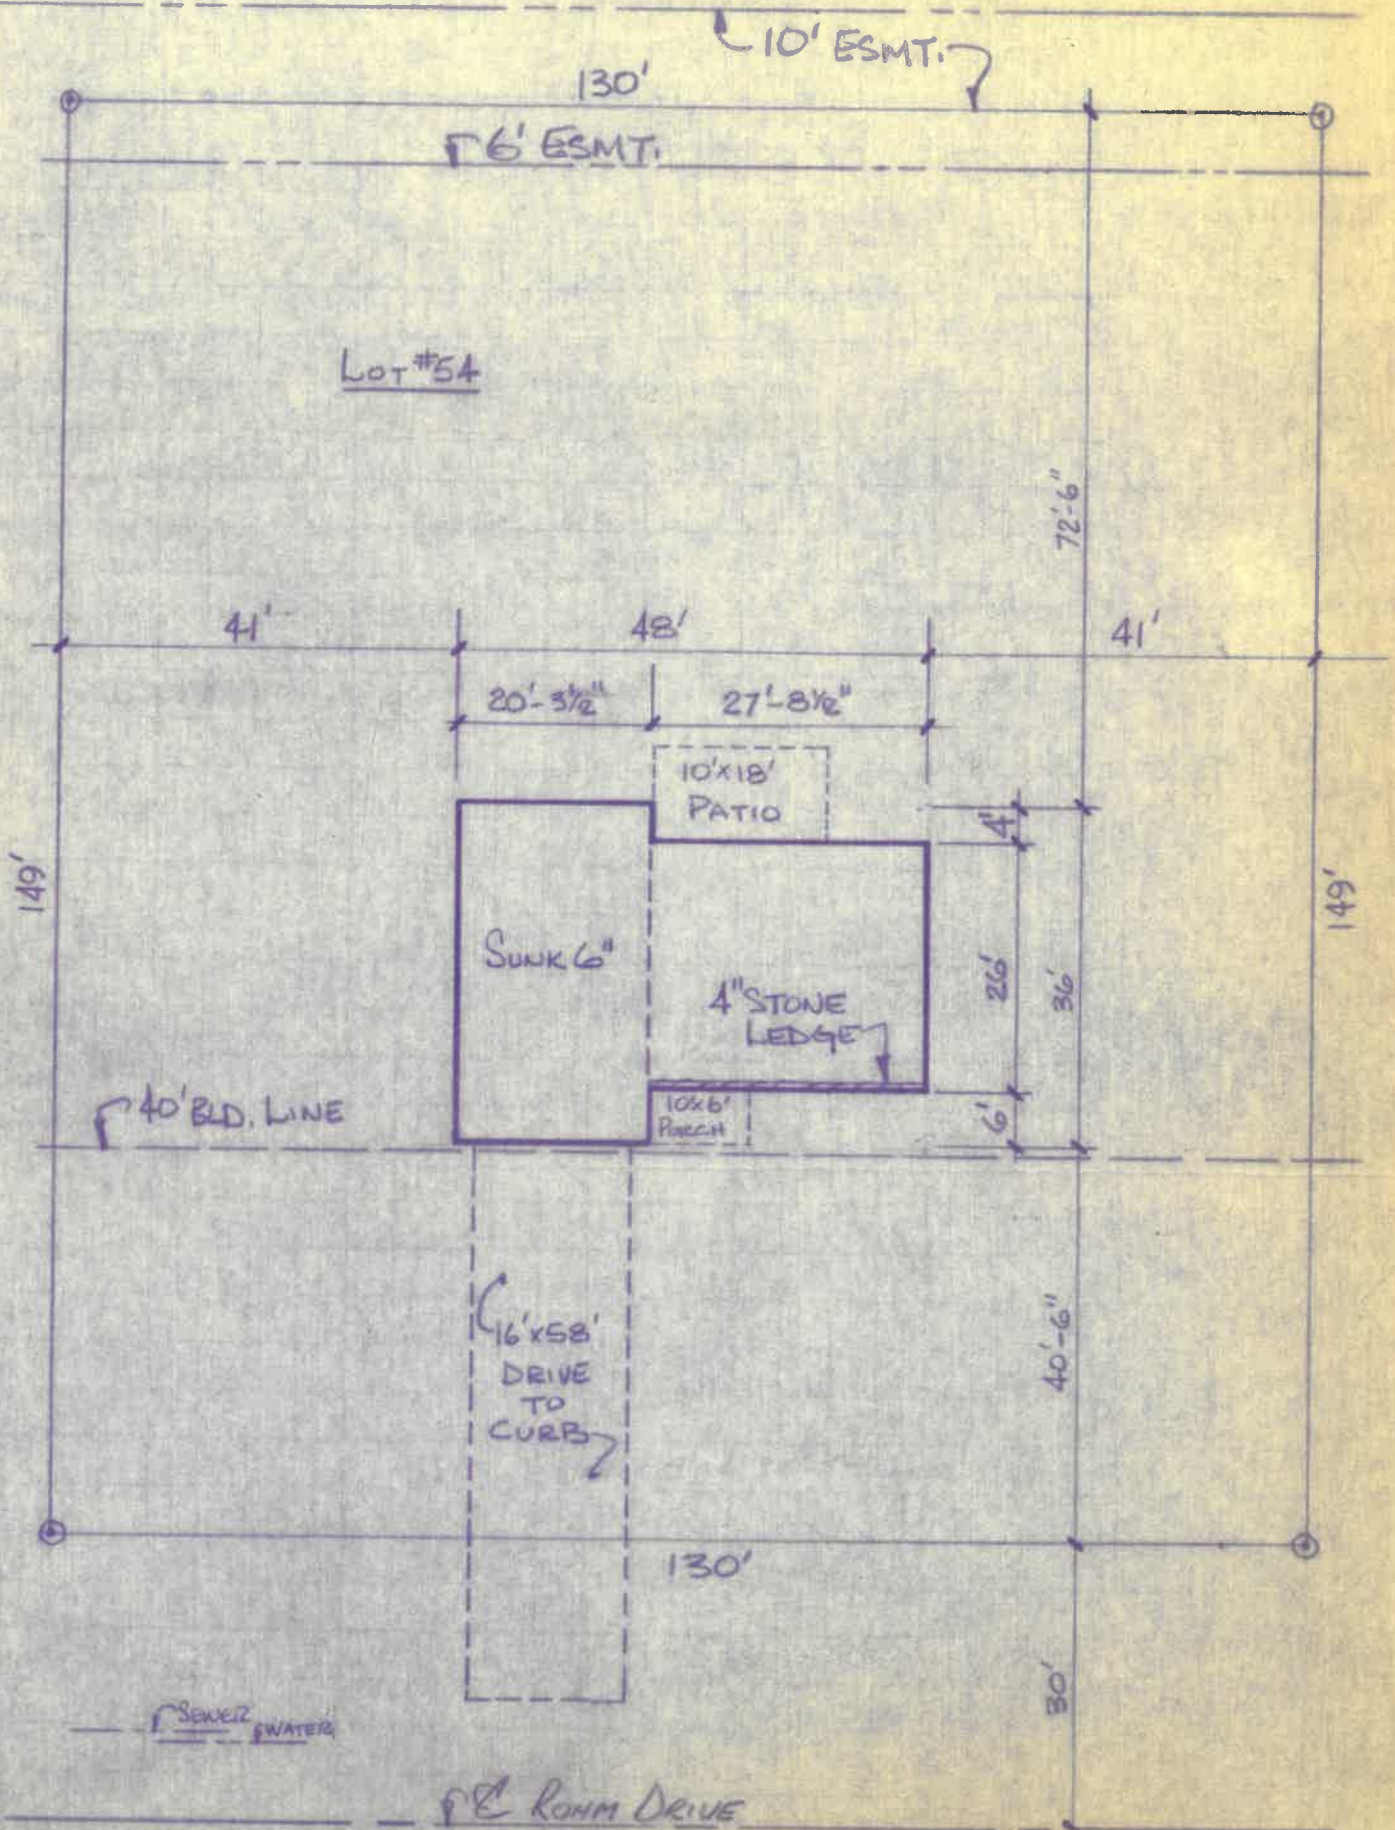 10' ESMT.
130'
6' ESMT.
LOT #54
72'-6"
41'
48'
41'
20'-3½"
27'-8½"
10'X18'
PATIO
4'
149'
149'
SUNK 6"
26'
36'
4" STONE
LEDGE
40' BLD. LINE
10X6'
PORCH
6'
16'x58'
DRIVE
TO
CURB
40'-6"
130'
30'
SEWER
WATER
℄ ROHM DRIVE